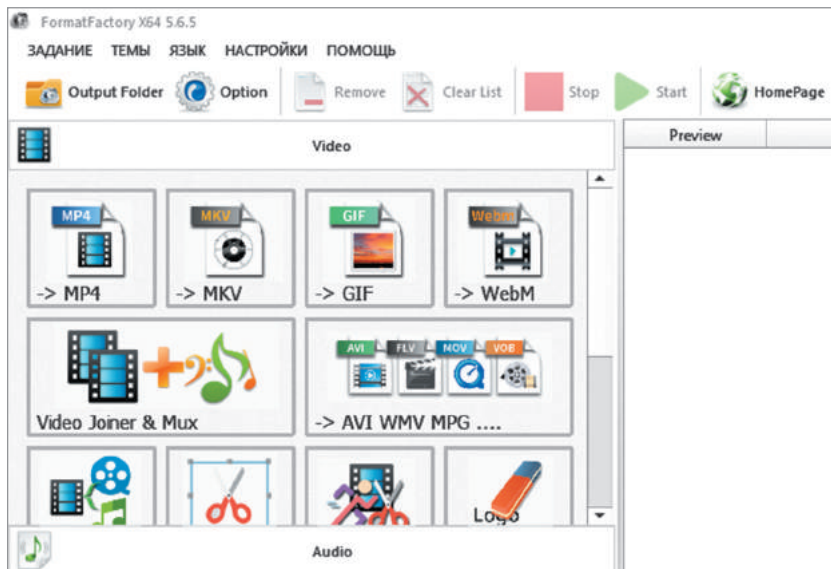 FormatFactory X64 5.6.5
ЗАДАНИЕ ТЕМЫ ЯЗЫК НАСТРОЙКИ ПОМОЩЬ
Output Folder Option Remove Clear List Stop Start HomePage
Video Preview
MP4 MKV GIF WebM
-> MP4 -> MKV -> GIF -> WebM
AVI FLV MOV VOB
Video Joiner & Mux -> AVI WMV MPG ....
Logo
Audio